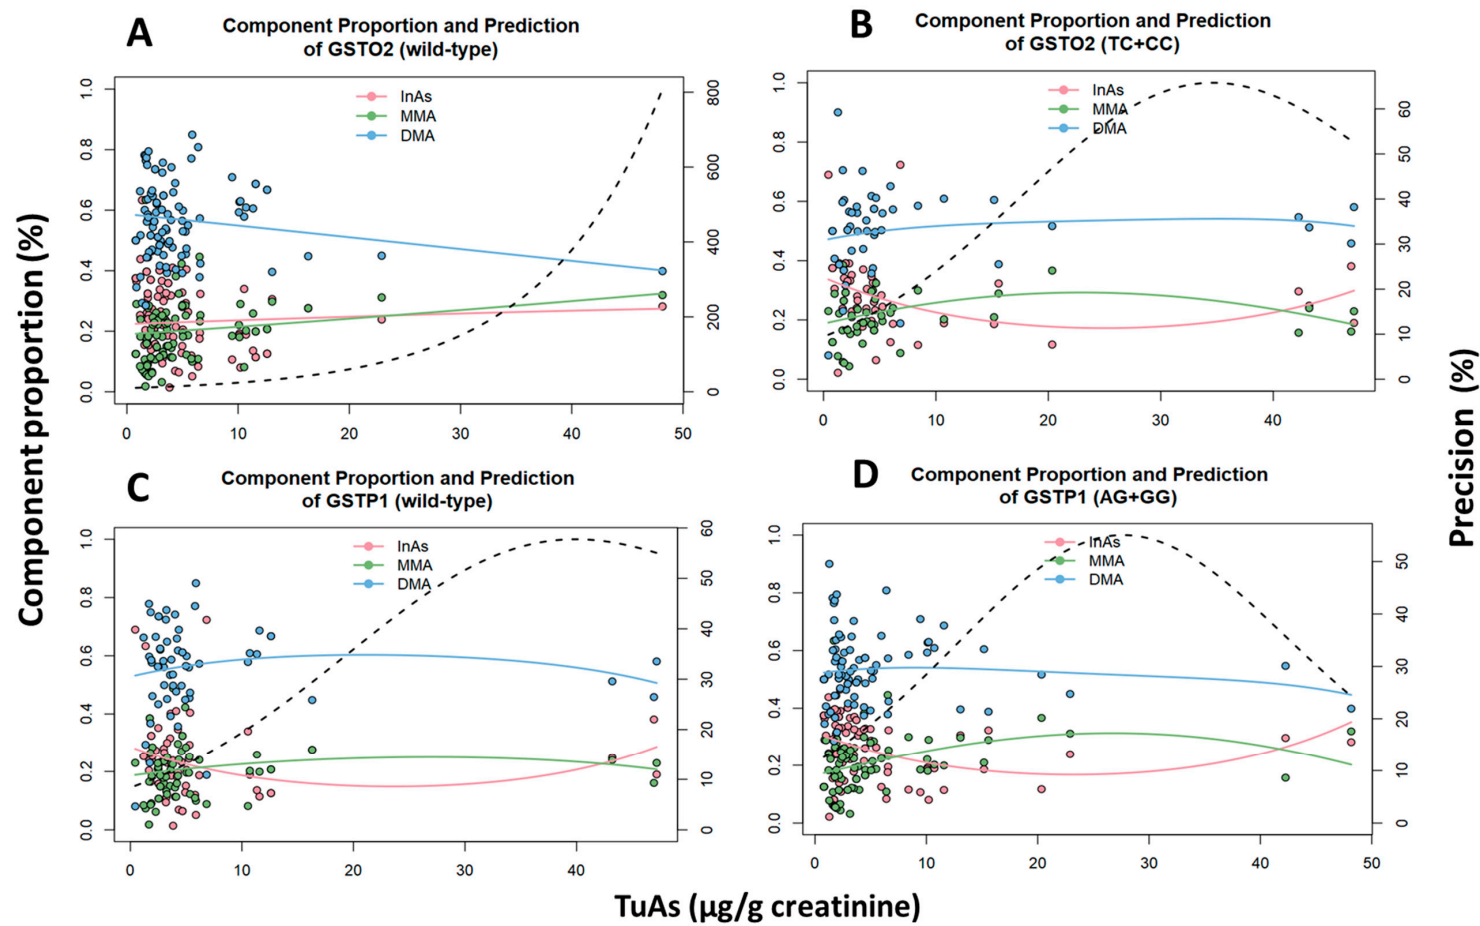 A
Component Proportion and Prediction
of GSTO2 (wild-type)
InAs
MMA
DMA
0.0 0.2 0.4 0.6 0.8 1.0
0 200 400 600 800
0 10 20 30 40 50
B
Component Proportion and Prediction
of GSTO2 (TC+CC)
InAs
MMA
DMA
0.0 0.2 0.4 0.6 0.8 1.0
0 10 20 30 40 50 60
0 10 20 30 40
C
Component Proportion and Prediction
of GSTP1 (wild-type)
InAs
MMA
DMA
0.0 0.2 0.4 0.6 0.8 1.0
0 10 20 30 40 50 60
0 10 20 30 40
D
Component Proportion and Prediction
of GSTP1 (AG+GG)
InAs
MMA
DMA
0.0 0.2 0.4 0.6 0.8 1.0
0 10 20 30 40 50
0 10 20 30 40 50
Component proportion (%)
Precision (%)
TuAs (µg/g creatinine)